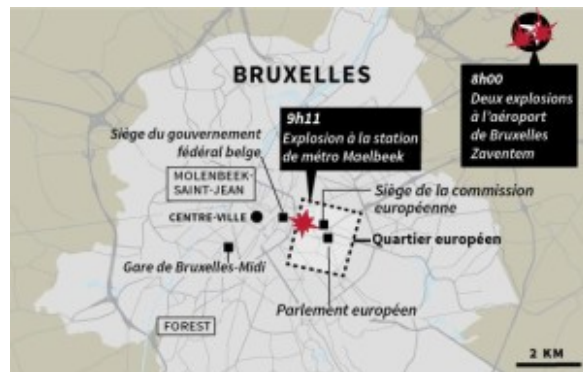 BRUXELLES
8h00
Deux explosions
à l'aéroport
de Bruxelles
Zaventem
9h11
Explosion à la station
de métro Maelbeek
Siège du gouvernement
fédéral belge
MOLENBEEK-
SAINT-JEAN
Siège de la commission
européenne
CENTRE-VILLE
Quartier européen
Gare de Bruxelles-Midi
Parlement européen
FOREST
2 KM